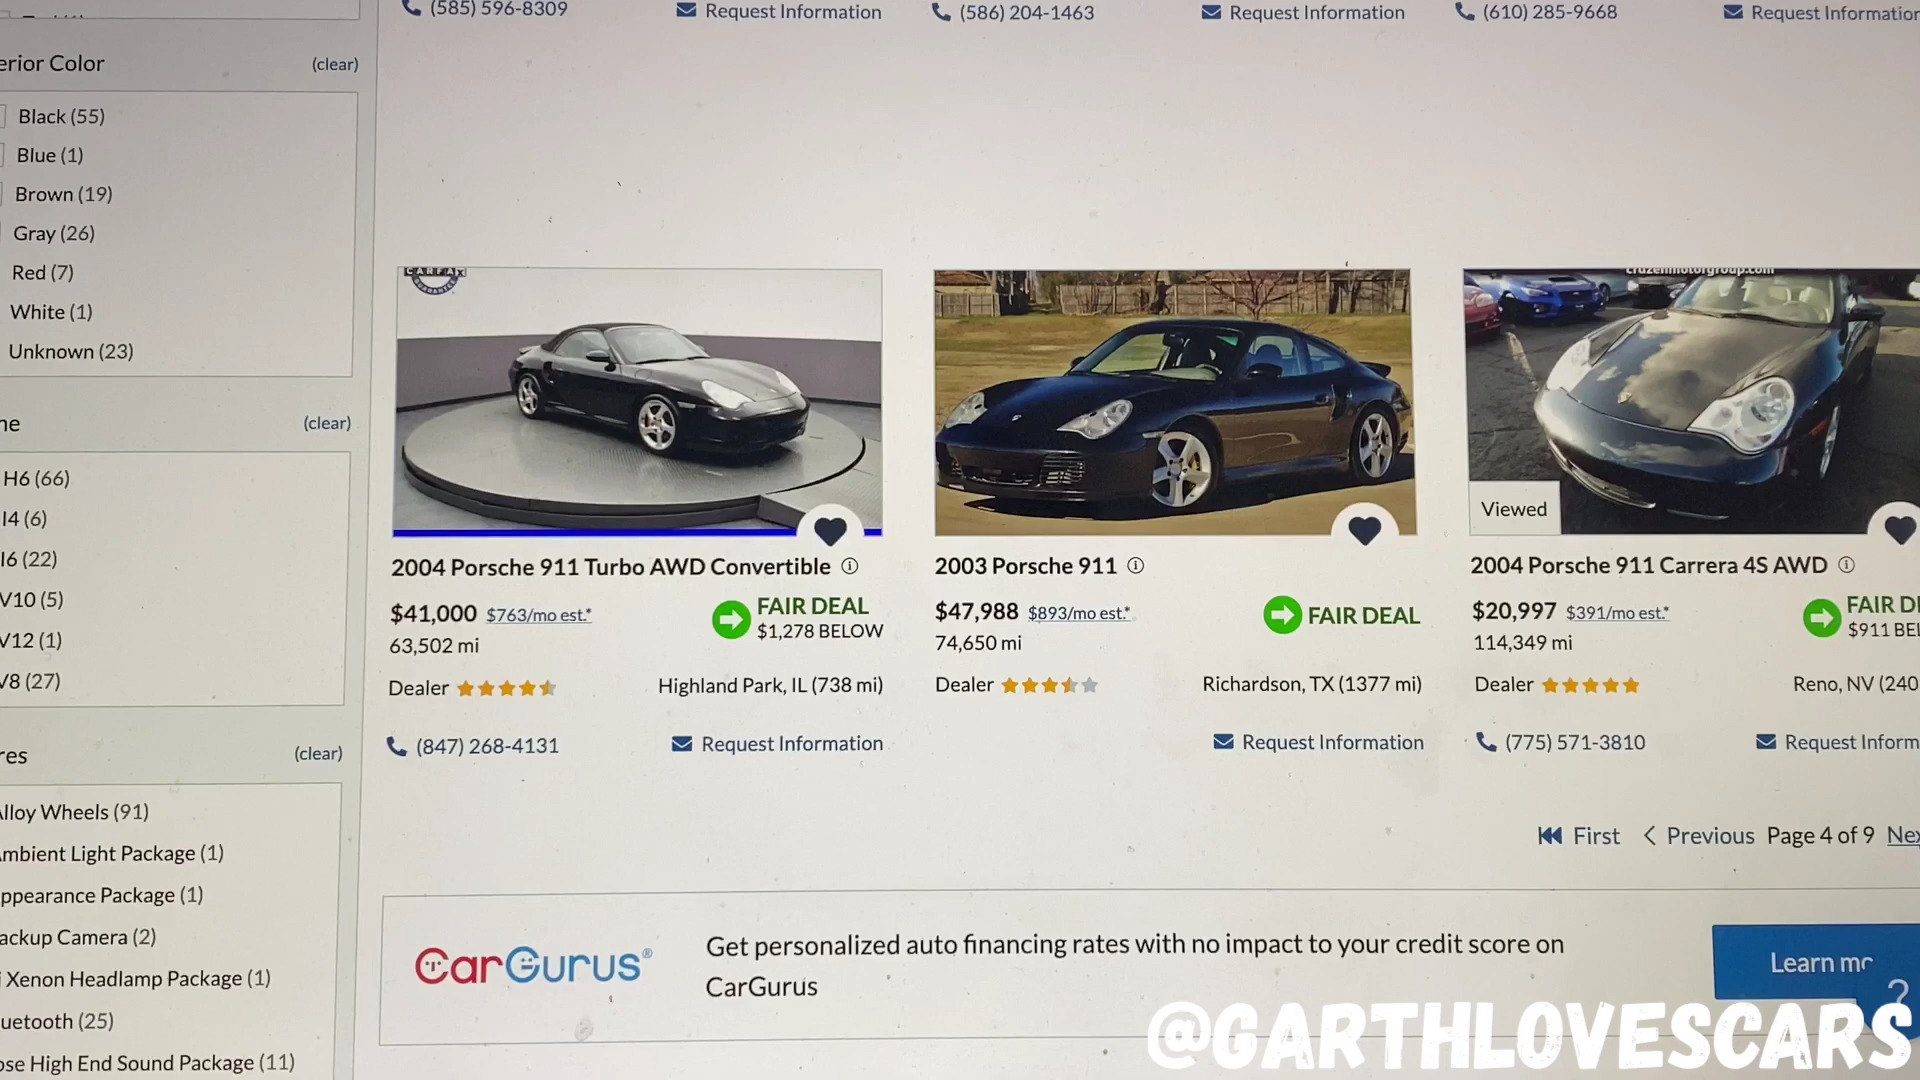 (585) 596-8309 Request Information (586) 204-1463 Request Information (610) 285-9668 Request Information
erior Color (clear)
Black (55)
Blue (1)
Brown (19)
Gray (26)
Red (7)
White (1)
Unknown (23)
ne (clear)
H6 (66)
I4 (6)
I6 (22)
V10 (5)
V12 (1)
V8 (27)
res (clear)
Alloy Wheels (91)
mbient Light Package (1)
ppearance Package (1)
ackup Camera (2)
i Xenon Headlamp Package (1)
uetooth (25)
ose High End Sound Package (11)
CARFAX
cruzenmotorgroup.com
Viewed
2004 Porsche 911 Turbo AWD Convertible
$41,000 $763/mo est.*
FAIR DEAL
$1,278 BELOW
63,502 mi
Dealer Highland Park, IL (738 mi)
(847) 268-4131 Request Information
2003 Porsche 911
$47,988 $893/mo est.* FAIR DEAL
74,650 mi
Dealer Richardson, TX (1377 mi)
Request Information
2004 Porsche 911 Carrera 4S AWD
$20,997 $391/mo est.*
FAIR DE
$911 BEL
114,349 mi
Dealer Reno, NV (240
(775) 571-3810 Request Inform
First Previous Page 4 of 9 Nex
CarGurus®
Get personalized auto financing rates with no impact to your credit score on
CarGurus
Learn mo
?
@GARTHLOVESCARS